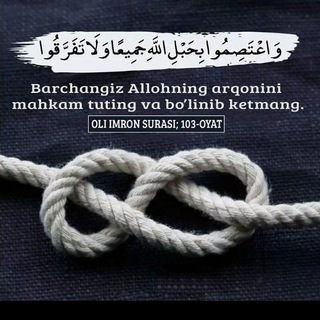 وَاعْتَصِمُوا بِحَبْلِ اللَّهِ جَمِيعًا وَلَا تَفَرَّقُوا
Barchangiz Allohning arqonini
mahkam tuting va bo'linib ketmang.
OLI IMRON SURASI; 103-OYAT